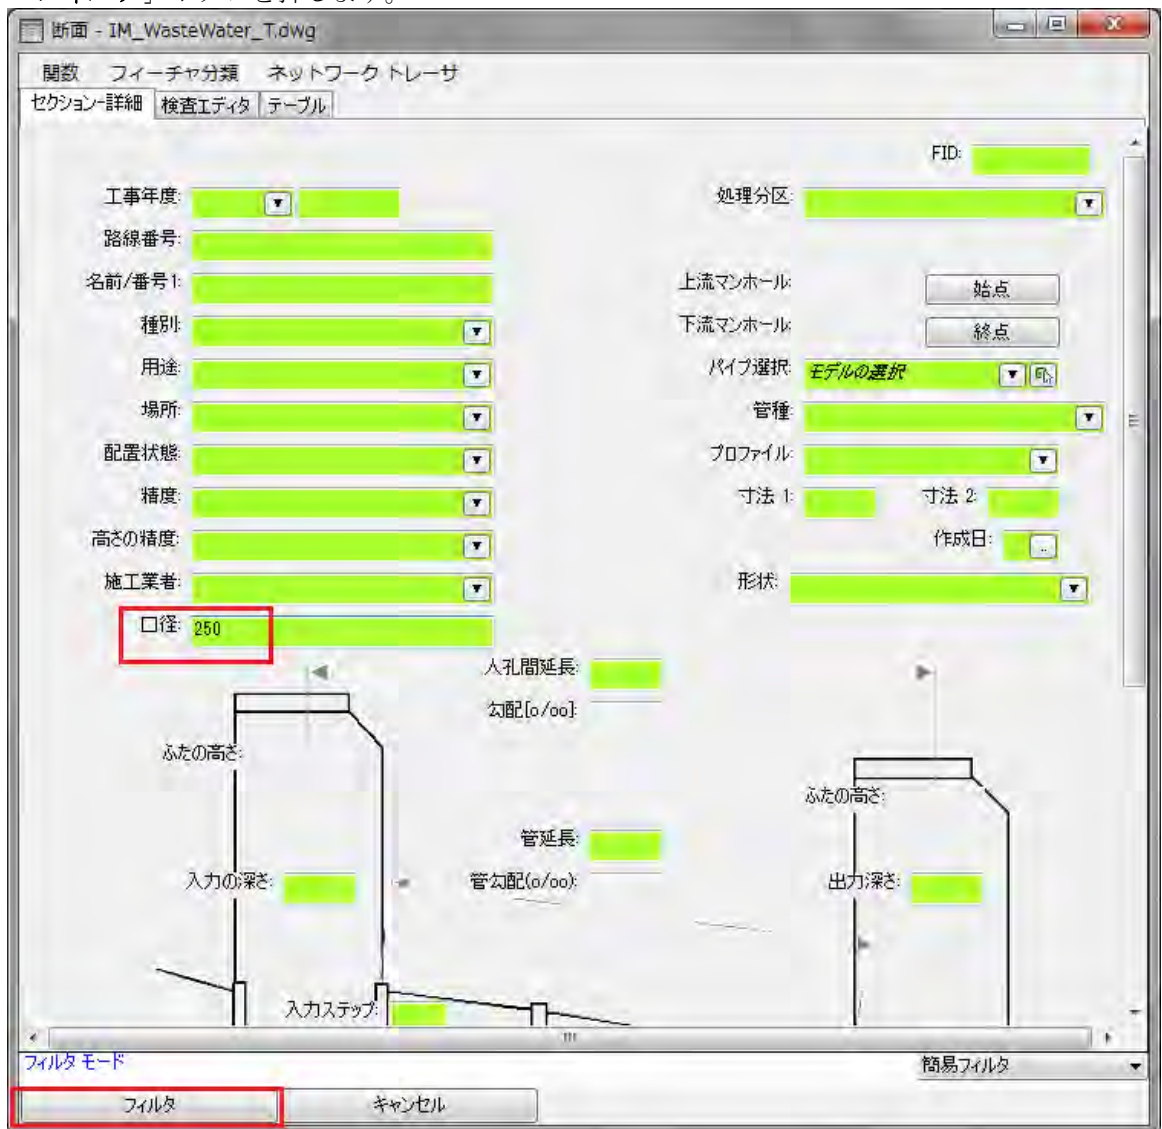 」ボタンを押します。
断面 - IM_WasteWater_T.dwg
関数 フィーチャ分類 ネットワーク トレーサ
セクション-詳細 検査エディタ テーブル
FID:
工事年度: 処理分区:
路線番号:
名前/番号1: 上流マンホール: 始点
種別: 下流マンホール: 終点
用途: パイプ選択: モデルの選択
場所: 管種:
配置状態: プロファイル:
精度: 寸法 1: 寸法 2:
高さの精度: 作成日: ..
施工業者: 形状:
口径: 250
人孔間延長:
勾配[o/oo]:
ふたの高さ:
ふたの高さ:
管延長:
入力の深さ: 管勾配(o/oo): 出力深さ:
入力ステップ:
フィルタ モード 簡易フィルタ
フィルタ キャンセル